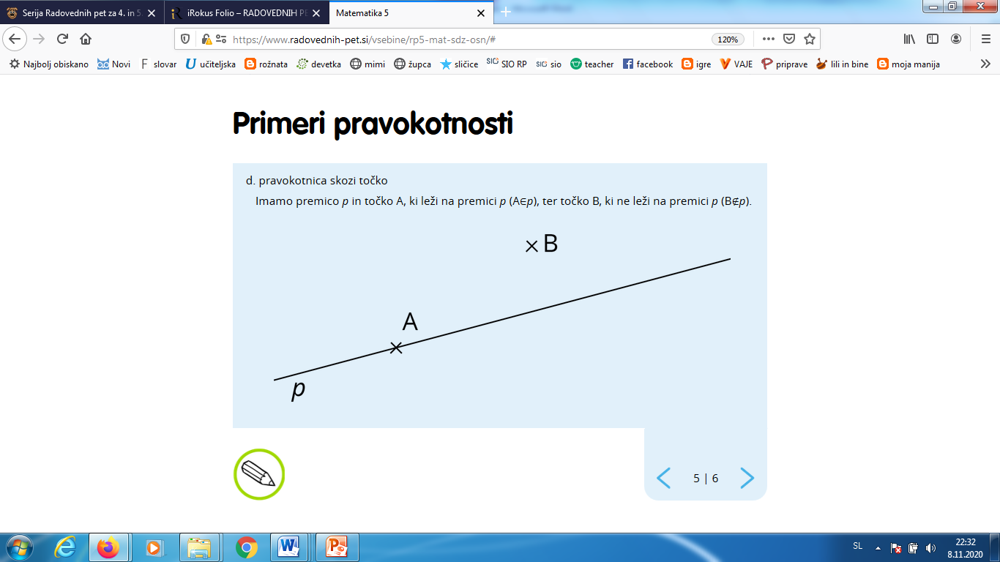 Serija Radovednih pet za 4. in 5.
iRokus Folio – RADOVEDNIH PE
Matematika 5
https://www.radovednih-pet.si/vsebine/rp5-mat-sdz-osn/#
120%
Najbolj obiskano
Novi
slovar
učiteljska
rožnata
devetka
mimi
župca
sličice
SIO RP
sio
teacher
facebook
igre
VAJE
priprave
lili in bine
moja manija
Primeri pravokotnosti
d. pravokotnica skozi točko
Imamo premico p in točko A, ki leži na premici p (A∈p), ter točko B, ki ne leži na premici p (B∉p).
B
A
p
5 | 6
SL
22:32
8.11.2020